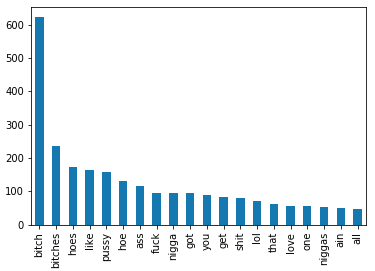 600
500
400
300
200
100
0
bitch
bitches
hoes
like
pussy
hoe
ass
fuck
nigga
got
you
get
shit
lol
that
love
one
niggas
ain
all